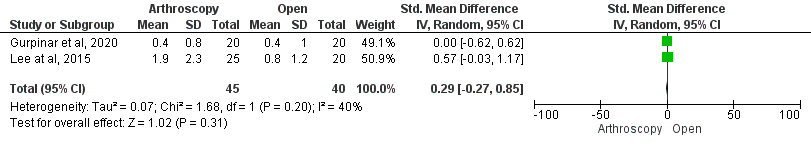 Arthroscopy Open Std. Mean Difference Std. Mean Difference
Study or Subgroup Mean SD Total Mean SD Total Weight IV, Random, 95% CI IV, Random, 95% CI
Gurpinar et al, 2020 0.4 0.8 20 0.4 1 20 49.1% 0.00 [-0.62, 0.62]
Lee at al, 2015 1.9 2.3 25 0.8 1.2 20 50.9% 0.57 [-0.03, 1.17]
Total (95% CI) 45 40 100.0% 0.29 [-0.27, 0.85]
Heterogeneity: Tau² = 0.07; Chi² = 1.68, df = 1 (P = 0.20); I² = 40%
Test for overall effect: Z = 1.02 (P = 0.31)
-100 -50 0 50 100
Arthroscopy Open